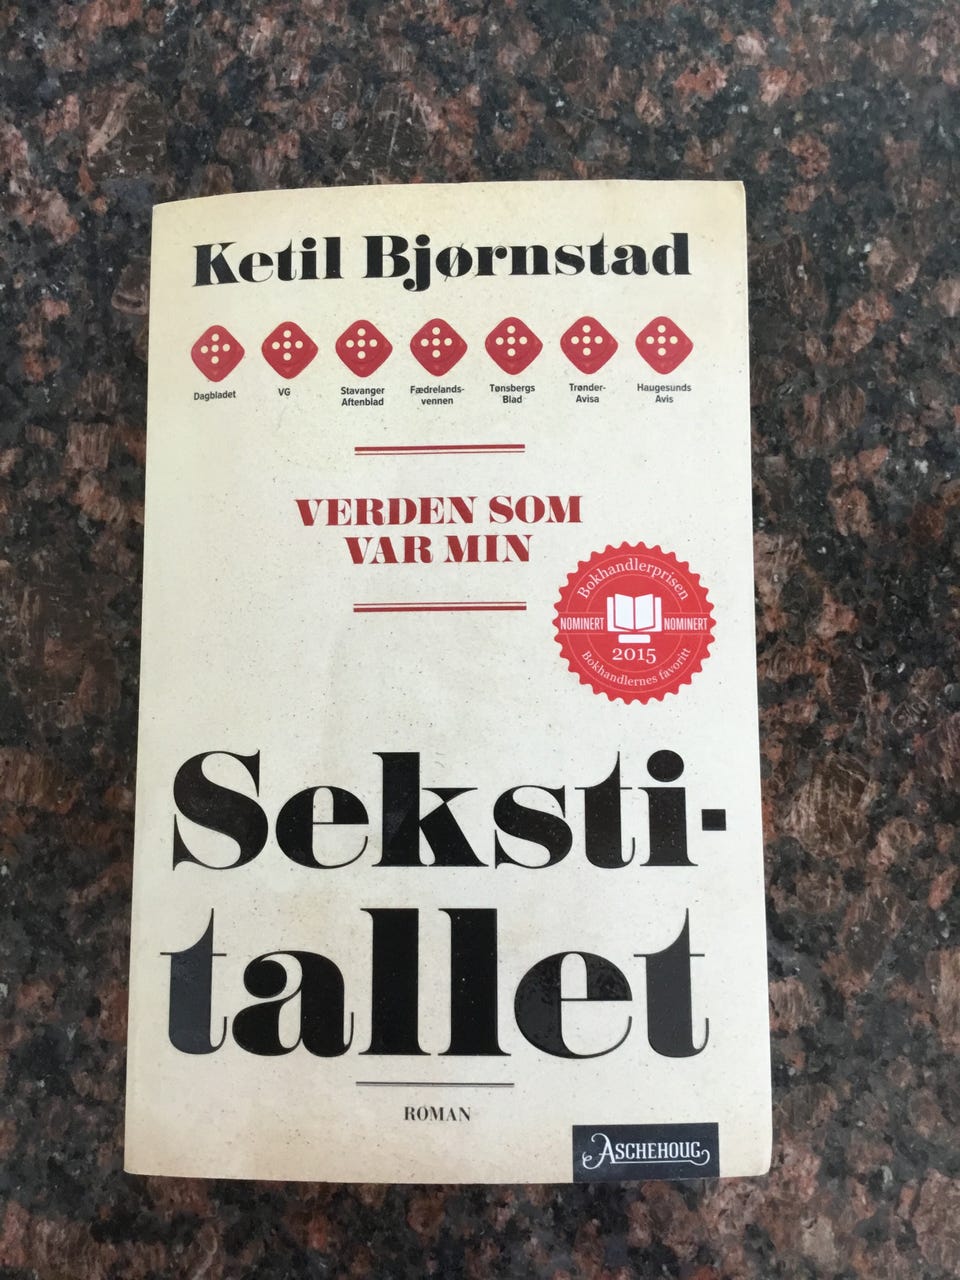 Ketil Bjørnstad
Dagbladet
VG
Stavanger
Aftenblad
Fædrelands-
vennen
Tønsbergs
Blad
Trønder-
Avisa
Haugesunds
Avis
VERDEN SOM
VAR MIN
Bokhandlerprisen
NOMINERT NOMINERT
2015
Bokhandlernes favoritt
Seksti-
tallet
ROMAN
ASCHEHOUG